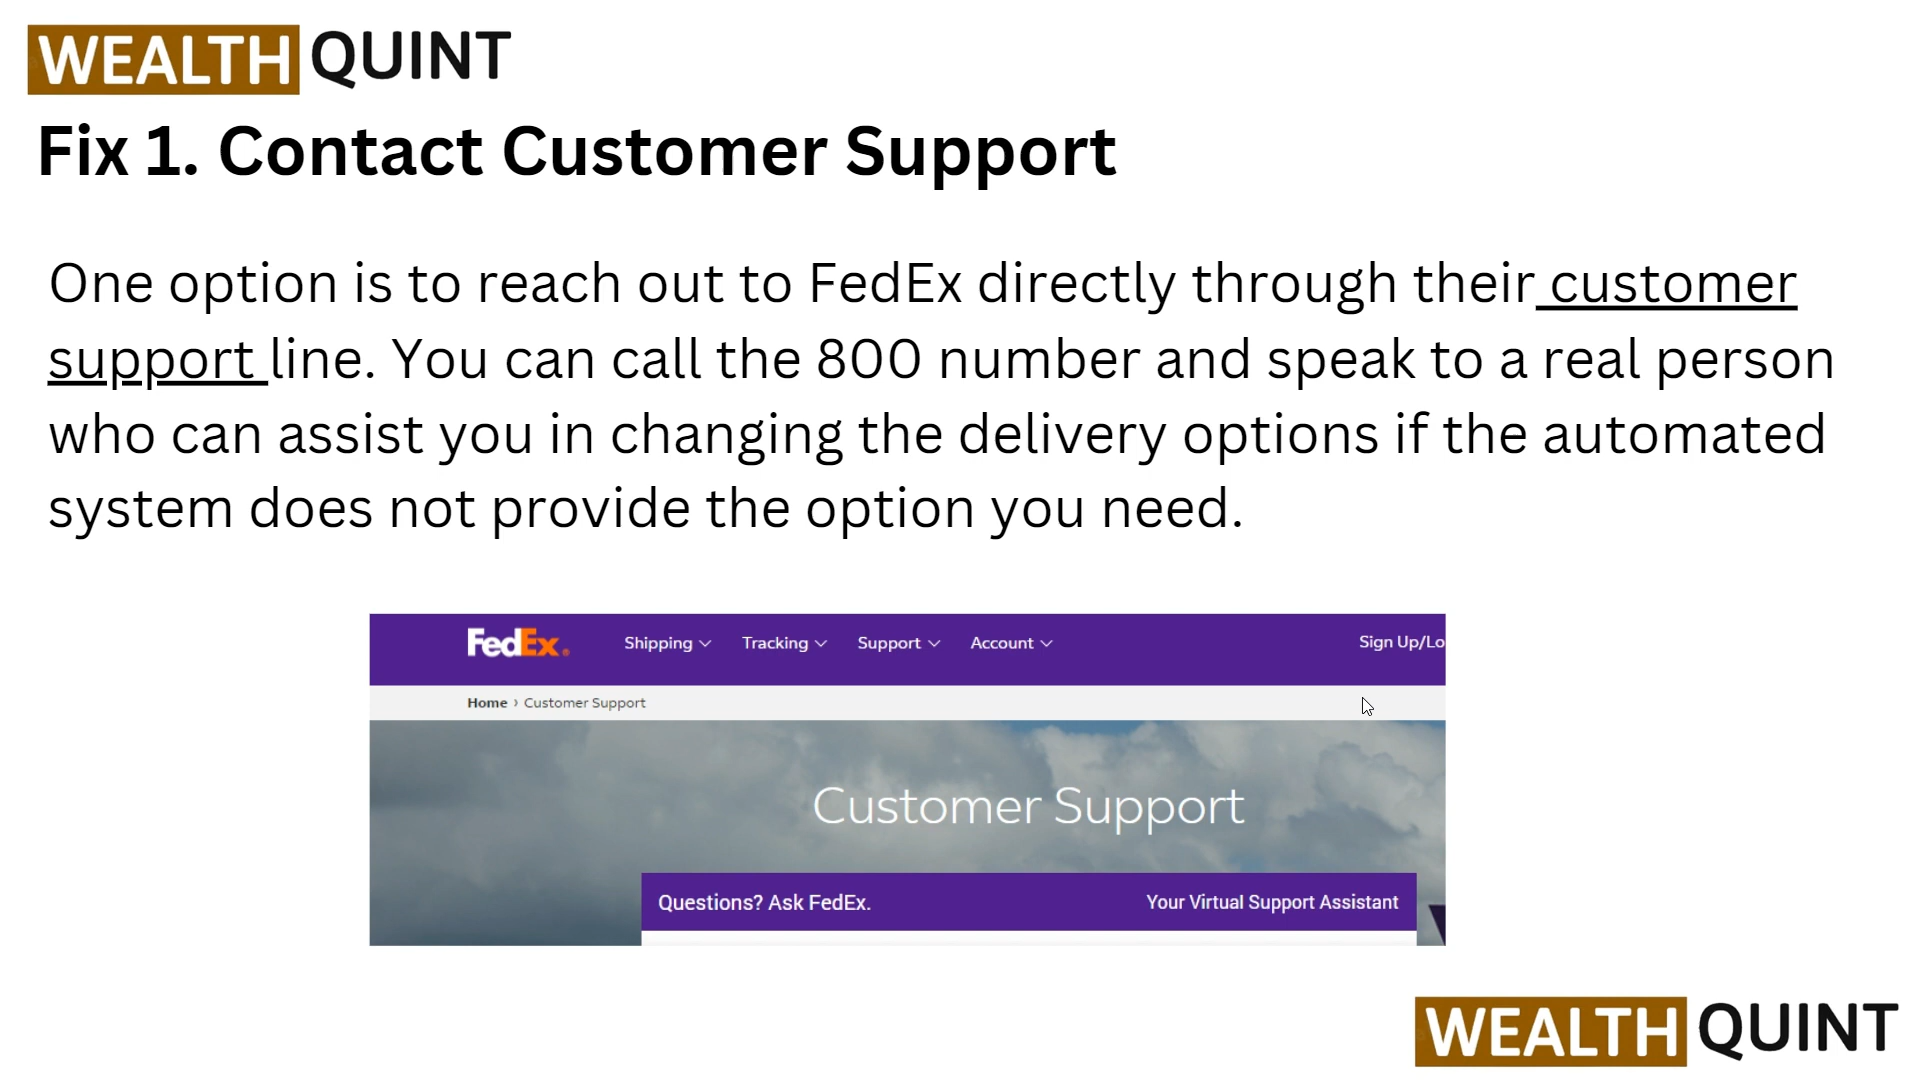 WEALTH QUINT
Fix 1. Contact Customer Support
One option is to reach out to FedEx directly through their customer
support line. You can call the 800 number and speak to a real person
who can assist you in changing the delivery options if the automated
system does not provide the option you need.
FedEx. Shipping Tracking Support Account Sign Up/Lo
Home › Customer Support
Customer Support
Questions? Ask FedEx. Your Virtual Support Assistant
WEALTH QUINT